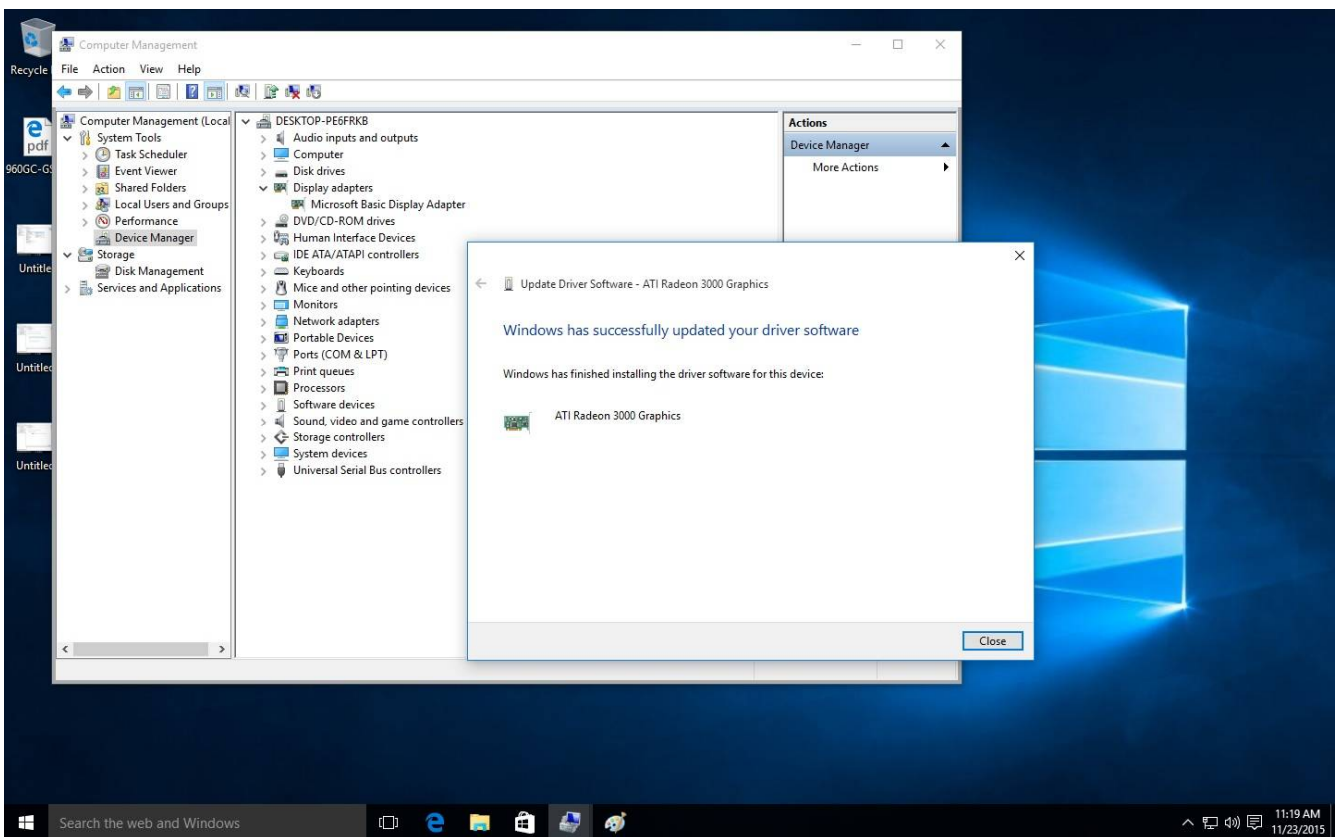 Recycle
pdf
960GC-GS
Untitle
Untitled
Untitled
Computer Management
File Action View Help
Computer Management (Local
System Tools
Task Scheduler
Event Viewer
Shared Folders
Local Users and Groups
Performance
Device Manager
Storage
Disk Management
Services and Applications
DESKTOP-PE6FRKB
Audio inputs and outputs
Computer
Disk drives
Display adapters
Microsoft Basic Display Adapter
DVD/CD-ROM drives
Human Interface Devices
IDE ATA/ATAPI controllers
Keyboards
Mice and other pointing devices
Monitors
Network adapters
Portable Devices
Ports (COM & LPT)
Print queues
Processors
Software devices
Sound, video and game controllers
Storage controllers
System devices
Universal Serial Bus controllers
Actions
Device Manager
More Actions
Update Driver Software - ATI Radeon 3000 Graphics
Windows has successfully updated your driver software
Windows has finished installing the driver software for this device:
ATI Radeon 3000 Graphics
Close
Search the web and Windows
11:19 AM
11/23/2015